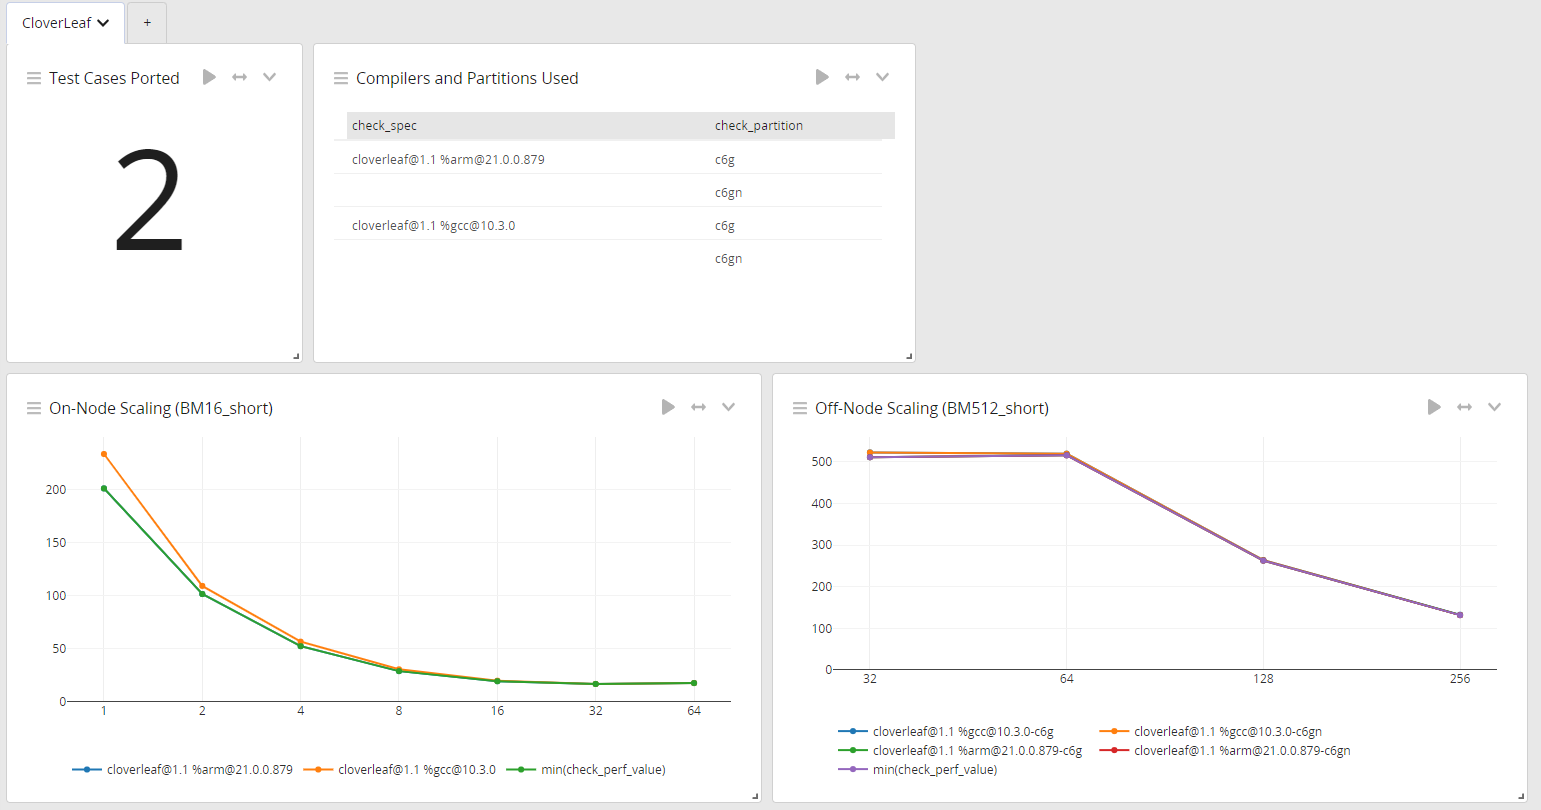 CloverLeaf
+
Test Cases Ported
2
Compilers and Partitions Used
check_spec check_partition
cloverleaf@1.1 %arm@21.0.0.879 c6g
c6gn
cloverleaf@1.1 %gcc@10.3.0 c6g
c6gn
On-Node Scaling (BM16_short)
200
150
100
50
0
1 2 4 8 16 32 64
cloverleaf@1.1 %arm@21.0.0.879 cloverleaf@1.1 %gcc@10.3.0 min(check_perf_value)
Off-Node Scaling (BM512_short)
500
400
300
200
100
0
32 64 128 256
cloverleaf@1.1 %gcc@10.3.0-c6g cloverleaf@1.1 %gcc@10.3.0-c6gn
cloverleaf@1.1 %arm@21.0.0.879-c6g cloverleaf@1.1 %arm@21.0.0.879-c6gn
min(check_perf_value)